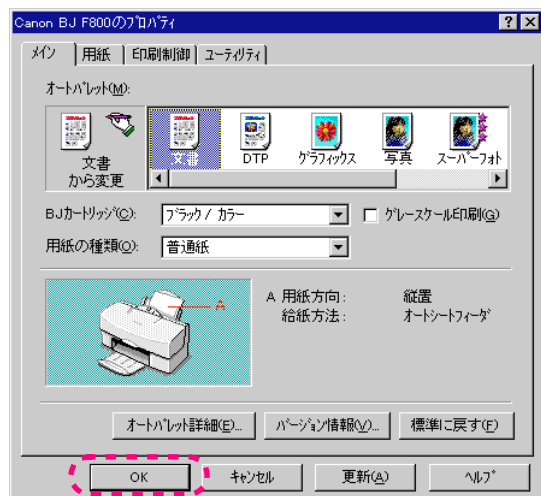 Canon BJ F800のﾌﾟﾛﾊﾟﾃｨ
ﾒｲﾝ 用紙 印刷制御 ﾕｰﾃｨﾘﾃｨ
ｵｰﾄﾊﾟﾚｯﾄ(M):
文書
から変更
文書 DTP ｸﾞﾗﾌｨｯｸｽ 写真 ｽｰﾊﾟｰﾌｫﾄ
BJｶｰﾄﾘｯｼﾞ(C): ﾌﾞﾗｯｸ / ｶﾗｰ ｸﾞﾚｰｽｹｰﾙ印刷(G)
用紙の種類(O): 普通紙
A
A 用紙方向: 縦置
給紙方法: ｵｰﾄｼｰﾄﾌｨｰﾀﾞ
ｵｰﾄﾊﾟﾚｯﾄ詳細(E)... ﾊﾞｰｼﾞｮﾝ情報(V)... 標準に戻す(F)
OK ｷｬﾝｾﾙ 更新(A) ﾍﾙﾌﾟ